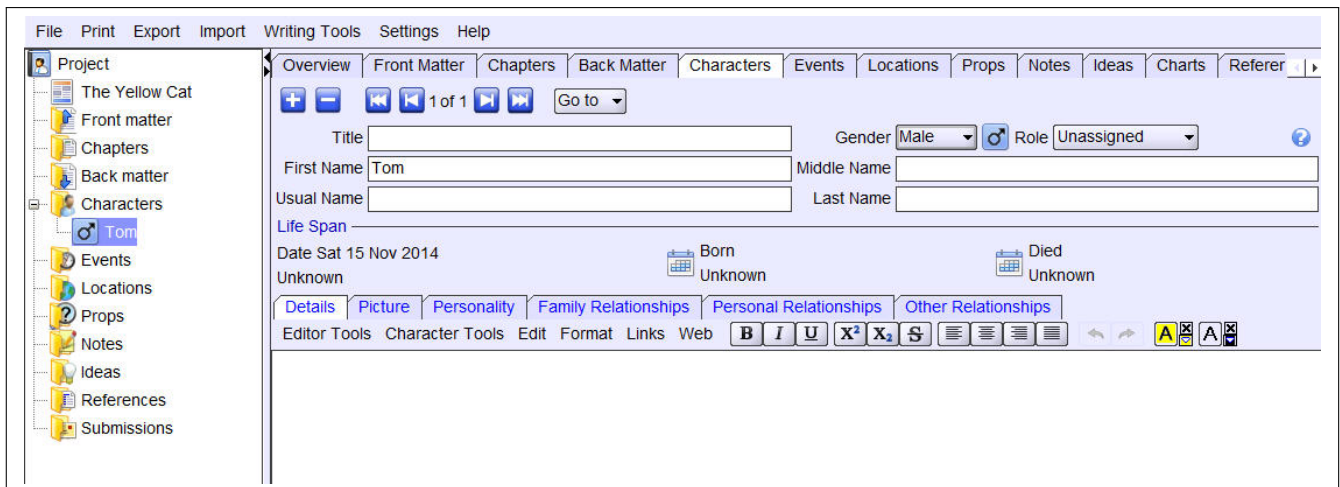 File Print Export Import Writing Tools Settings Help
Project
The Yellow Cat
Front matter
Chapters
Back matter
Characters
Tom
Events
Locations
Props
Notes
Ideas
References
Submissions
Overview Front Matter Chapters Back Matter Characters Events Locations Props Notes Ideas Charts Referer
1 of 1 Go to
Title Gender Male Role Unassigned
First Name Tom Middle Name
Usual Name Last Name
Life Span
Date Sat 15 Nov 2014 Born Died
Unknown Unknown Unknown
Details Picture Personality Family Relationships Personal Relationships Other Relationships
Editor Tools Character Tools Edit Format Links Web B I U X² X₂ S A A